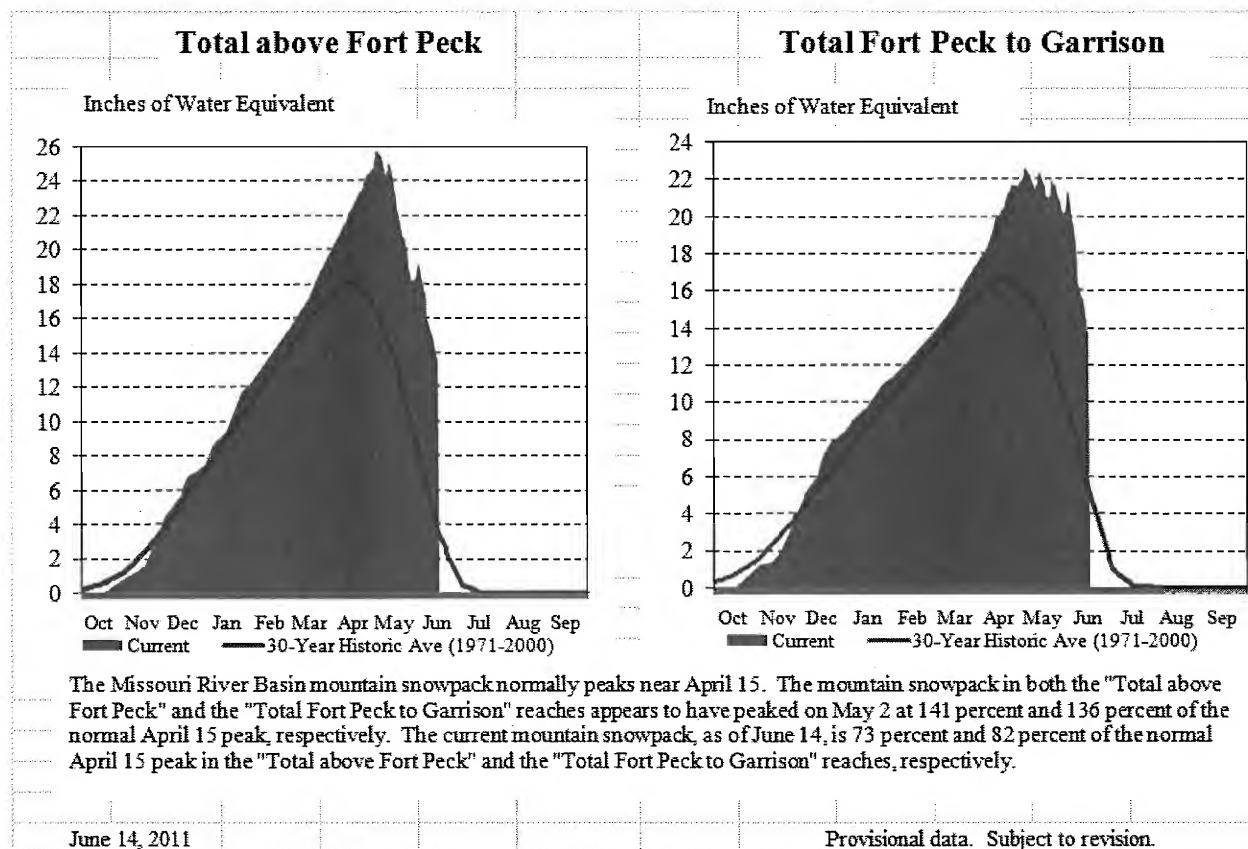 Total above Fort Peck
Inches of Water Equivalent
26
24
22
20
18
16
14
12
10
8
6
4
2
0
Oct Nov Dec Jan Feb Mar Apr May Jun Jul Aug Sep
Current 30-Year Historic Ave (1971-2000)
Total Fort Peck to Garrison
Inches of Water Equivalent
24
22
20
18
16
14
12
10
8
6
4
2
0
Oct Nov Dec Jan Feb Mar Apr May Jun Jul Aug Sep
Current 30-Year Historic Ave (1971-2000)
The Missouri River Basin mountain snowpack normally peaks near April 15. The mountain snowpack in both the "Total above
Fort Peck" and the "Total Fort Peck to Garrison" reaches appears to have peaked on May 2 at 141 percent and 136 percent of the
normal April 15 peak, respectively. The current mountain snowpack, as of June 14, is 73 percent and 82 percent of the normal
April 15 peak in the "Total above Fort Peck" and the "Total Fort Peck to Garrison" reaches, respectively.
June 14, 2011
Provisional data. Subject to revision.